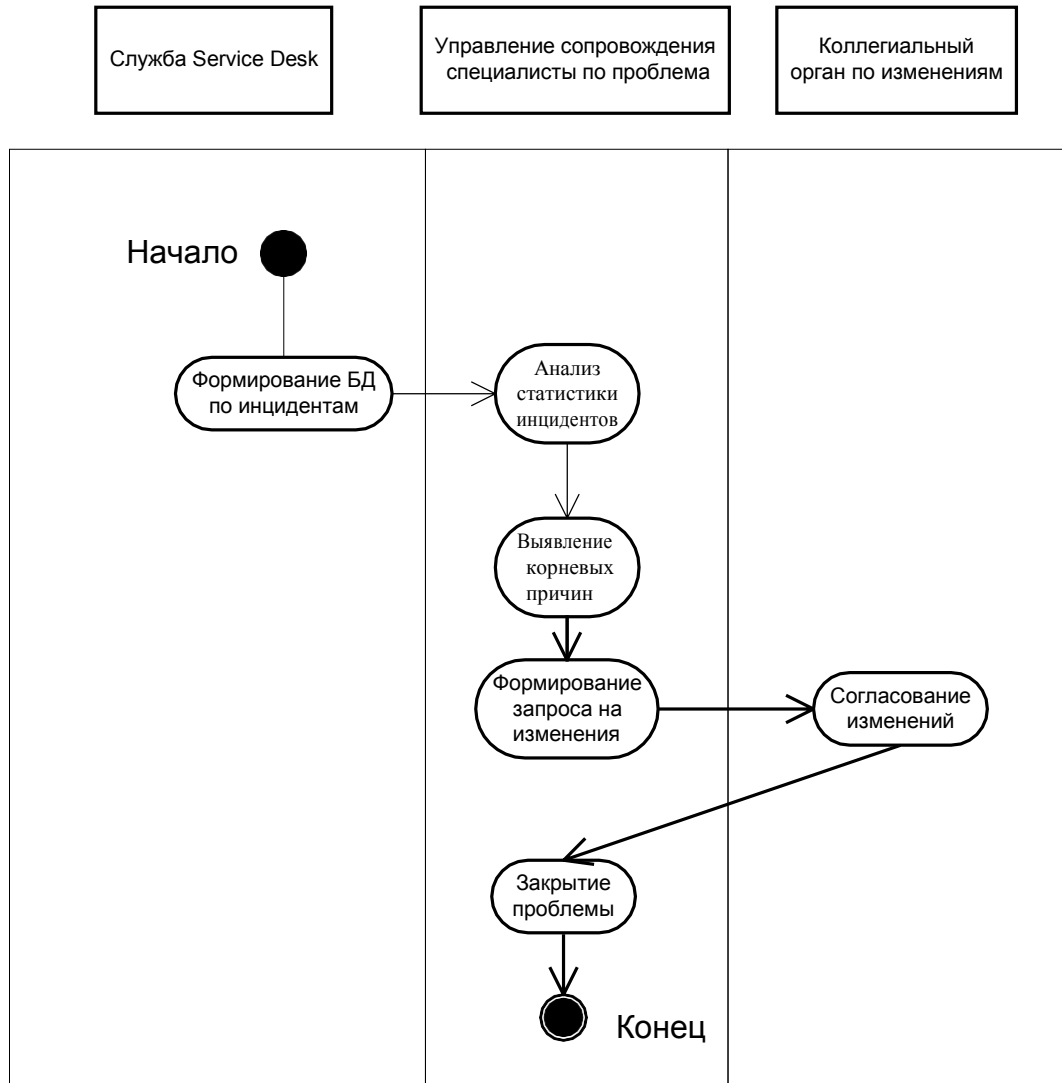 Служба Service Desk
Управление сопровождения
специалисты по проблема
Коллегиальный
орган по изменениям
Начало
Формирование БД
по инцидентам
Анализ
статистики
инцидентов
Выявление
корневых
причин
Формирование
запроса на
изменения
Согласование
изменений
Закрытие
проблемы
Конец